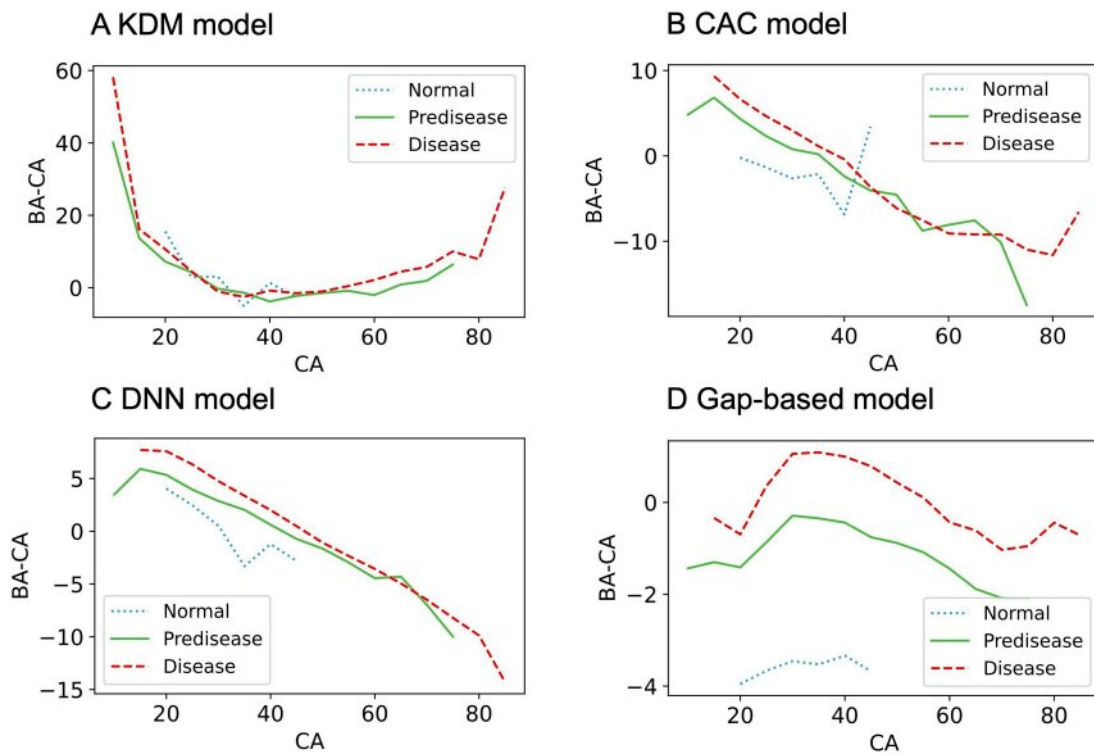 A KDM model
60
40
20
0
BA-CA
20
40
60
80
CA
Normal
Predisease
Disease
B CAC model
10
0
−10
BA-CA
20
40
60
80
CA
Normal
Predisease
Disease
C DNN model
5
0
−5
−10
−15
BA-CA
20
40
60
80
CA
Normal
Predisease
Disease
D Gap-based model
0
−2
−4
BA-CA
20
40
60
80
CA
Normal
Predisease
Disease